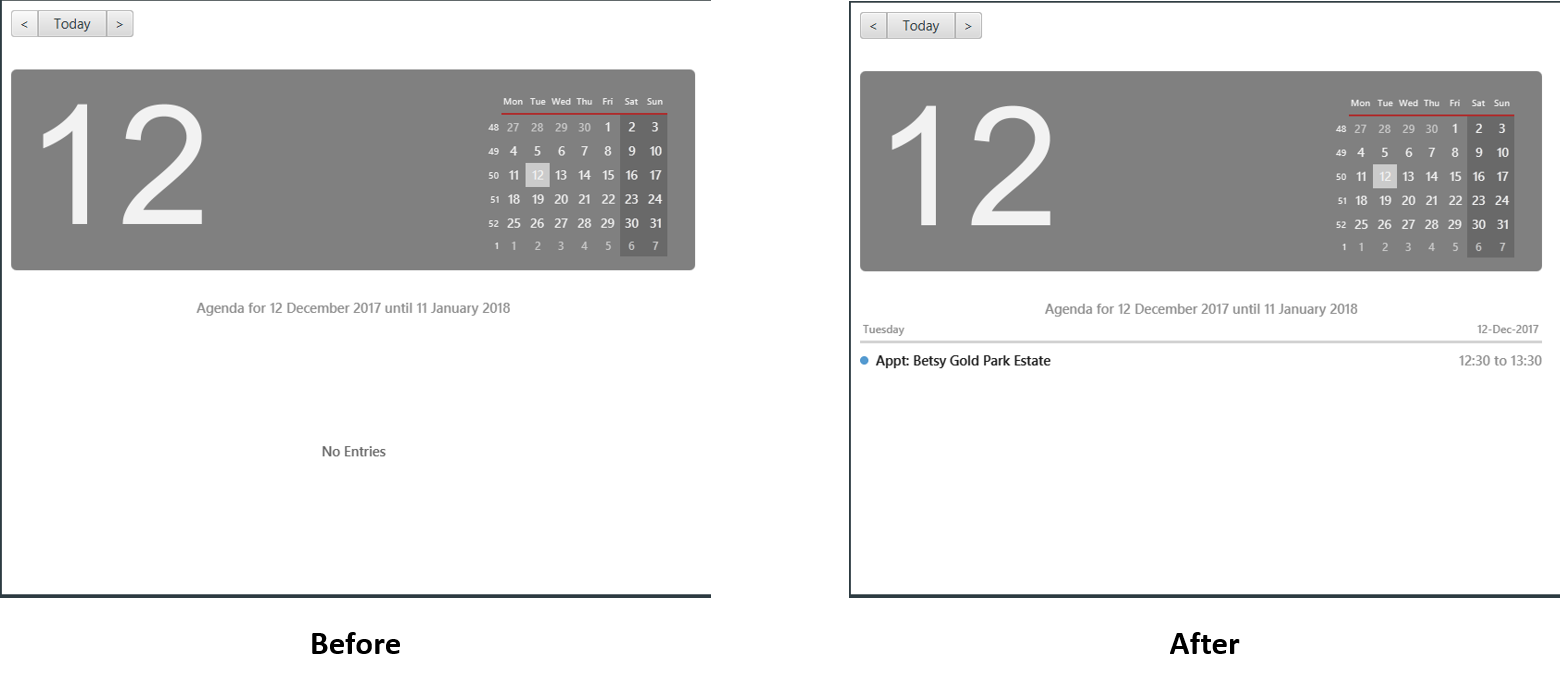 < Today >
12
Mon Tue Wed Thu Fri Sat Sun
48 27 28 29 30 1 2 3
49 4 5 6 7 8 9 10
50 11 12 13 14 15 16 17
51 18 19 20 21 22 23 24
52 25 26 27 28 29 30 31
1 1 2 3 4 5 6 7
Agenda for 12 December 2017 until 11 January 2018
No Entries
Before
< Today >
12
Mon Tue Wed Thu Fri Sat Sun
48 27 28 29 30 1 2 3
49 4 5 6 7 8 9 10
50 11 12 13 14 15 16 17
51 18 19 20 21 22 23 24
52 25 26 27 28 29 30 31
1 1 2 3 4 5 6 7
Agenda for 12 December 2017 until 11 January 2018
Tuesday 12-Dec-2017
Appt: Betsy Gold Park Estate 12:30 to 13:30
After